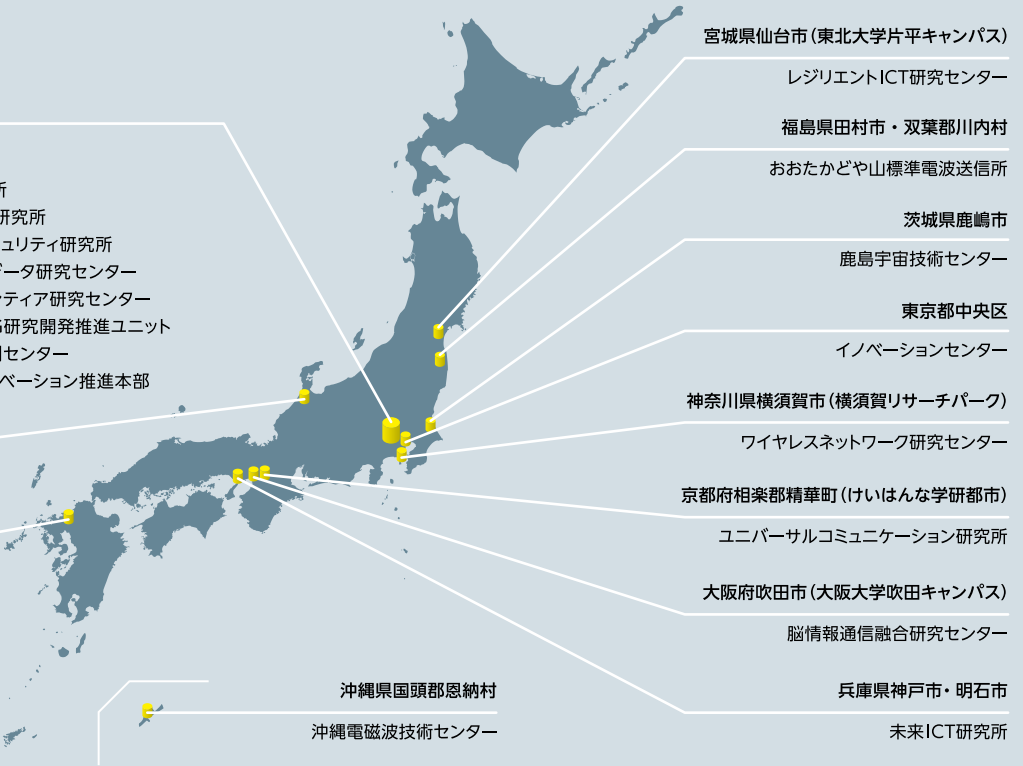 宮城県仙台市（東北大学片平キャンパス）
レジリエントICT研究センター
福島県田村市・双葉郡川内村
おおたかどや山標準電波送信所
茨城県鹿嶋市
鹿島宇宙技術センター
東京都中央区
イノベーションセンター
神奈川県横須賀市（横須賀リサーチパーク）
ワイヤレスネットワーク研究センター
京都府相楽郡精華町（けいはんな学研都市）
ユニバーサルコミュニケーション研究所
大阪府吹田市（大阪大学吹田キャンパス）
脳情報通信融合研究センター
兵庫県神戸市・明石市
未来ICT研究所
所
研究所
ュリティ研究所
データ研究センター
ティア研究センター
研究開発推進ユニット
センター
ベーション推進本部
沖縄県国頭郡恩納村
沖縄電磁波技術センター